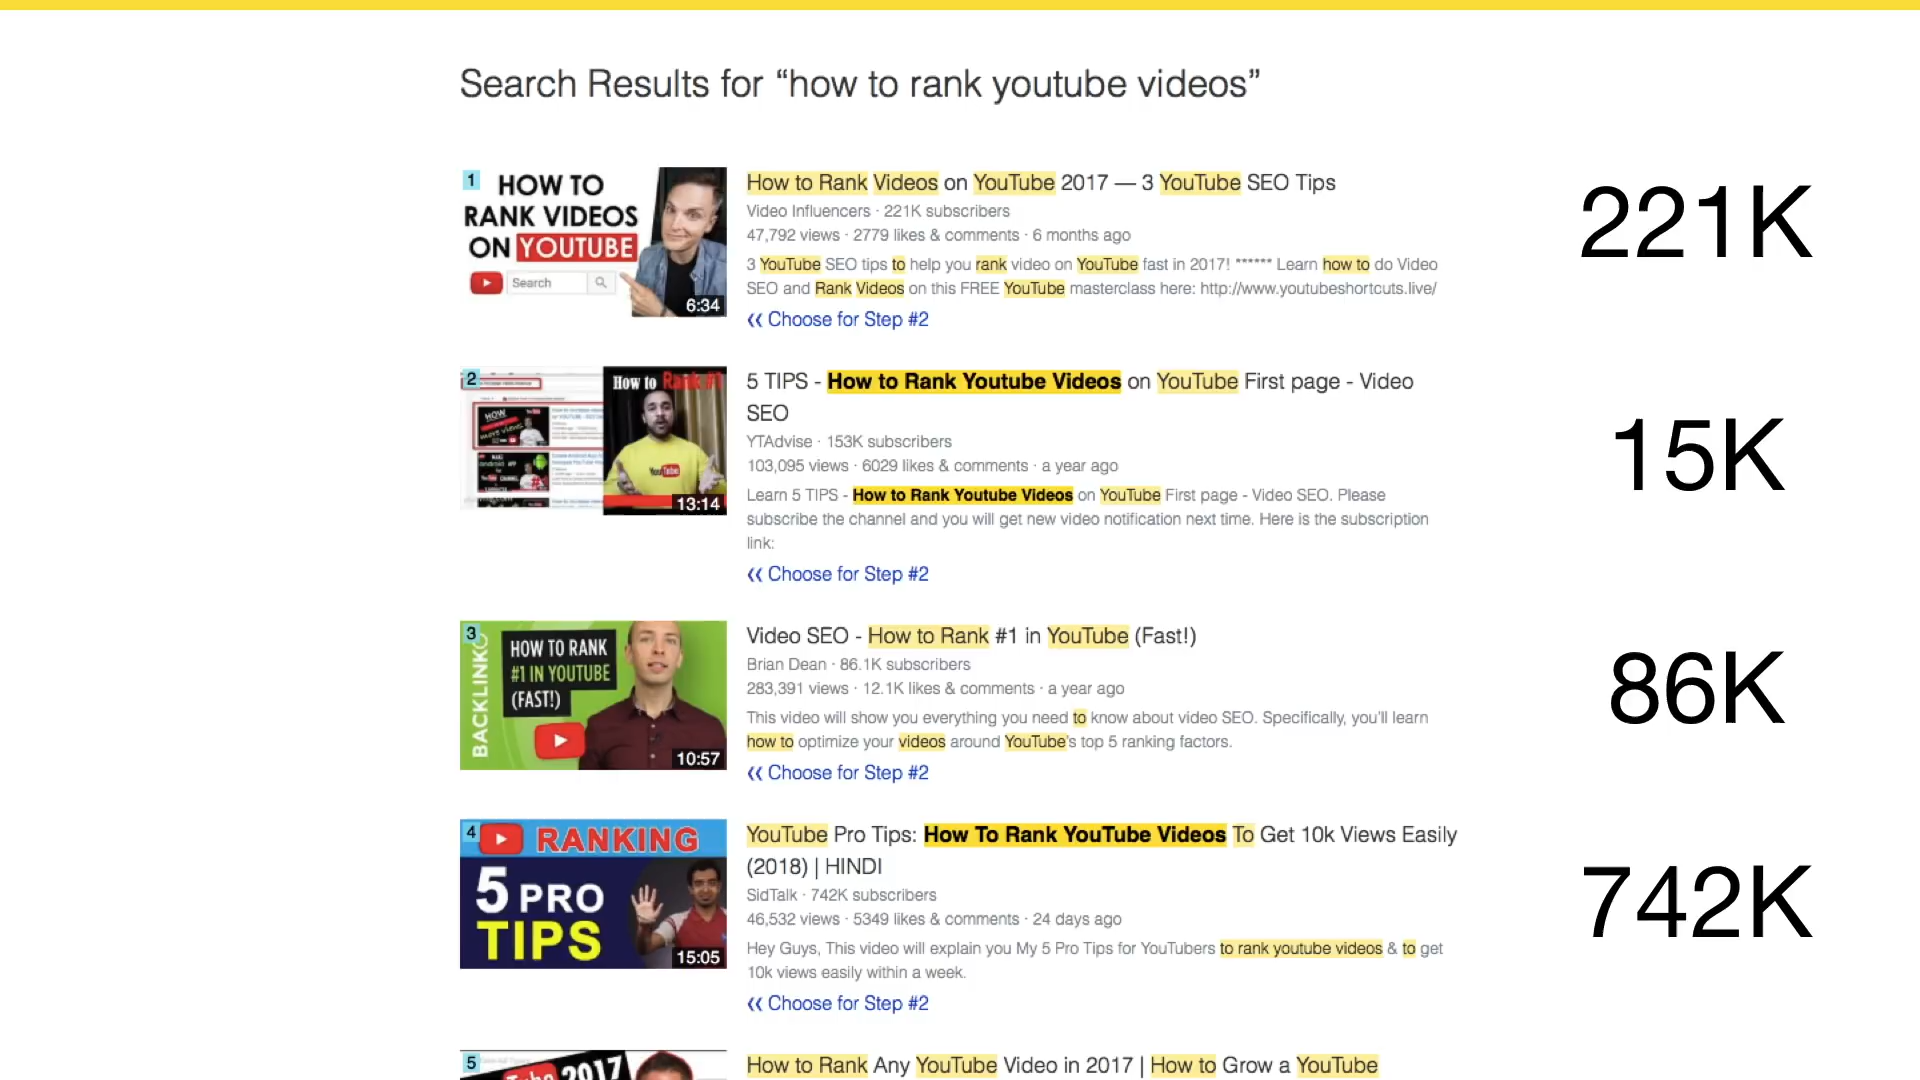 Search Results for “how to rank youtube videos”
1
HOW TO
RANK VIDEOS
ON YOUTUBE
Search
6:34
How to Rank Videos on YouTube 2017 — 3 YouTube SEO Tips
Video Influencers · 221K subscribers
47,792 views · 2779 likes & comments · 6 months ago
3 YouTube SEO tips to help you rank video on YouTube fast in 2017! ****** Learn how to do Video
SEO and Rank Videos on this FREE YouTube masterclass here: http://www.youtubeshortcuts.live/
‹‹ Choose for Step #2
221K
2
How to Rank #1
13:14
5 TIPS - How to Rank Youtube Videos on YouTube First page - Video
SEO
YTAdvise · 153K subscribers
103,095 views · 6029 likes & comments · a year ago
Learn 5 TIPS - How to Rank Youtube Videos on YouTube First page - Video SEO. Please
subscribe the channel and you will get new video notification next time. Here is the subscription
link:
‹‹ Choose for Step #2
15K
3
BACKLINKO
HOW TO RANK
#1 IN YOUTUBE
(FAST!)
10:57
Video SEO - How to Rank #1 in YouTube (Fast!)
Brian Dean · 86.1K subscribers
283,391 views · 12.1K likes & comments · a year ago
This video will show you everything you need to know about video SEO. Specifically, you’ll learn
how to optimize your videos around YouTube’s top 5 ranking factors.
‹‹ Choose for Step #2
86K
4
RANKING
5 PRO
TIPS
15:05
YouTube Pro Tips: How To Rank YouTube Videos To Get 10k Views Easily
(2018) | HINDI
SidTalk · 742K subscribers
46,532 views · 5349 likes & comments · 24 days ago
Hey Guys, This video will explain you My 5 Pro Tips for YouTubers to rank youtube videos & to get
10k views easily within a week.
‹‹ Choose for Step #2
742K
5
2017
How to Rank Any YouTube Video in 2017 | How to Grow a YouTube